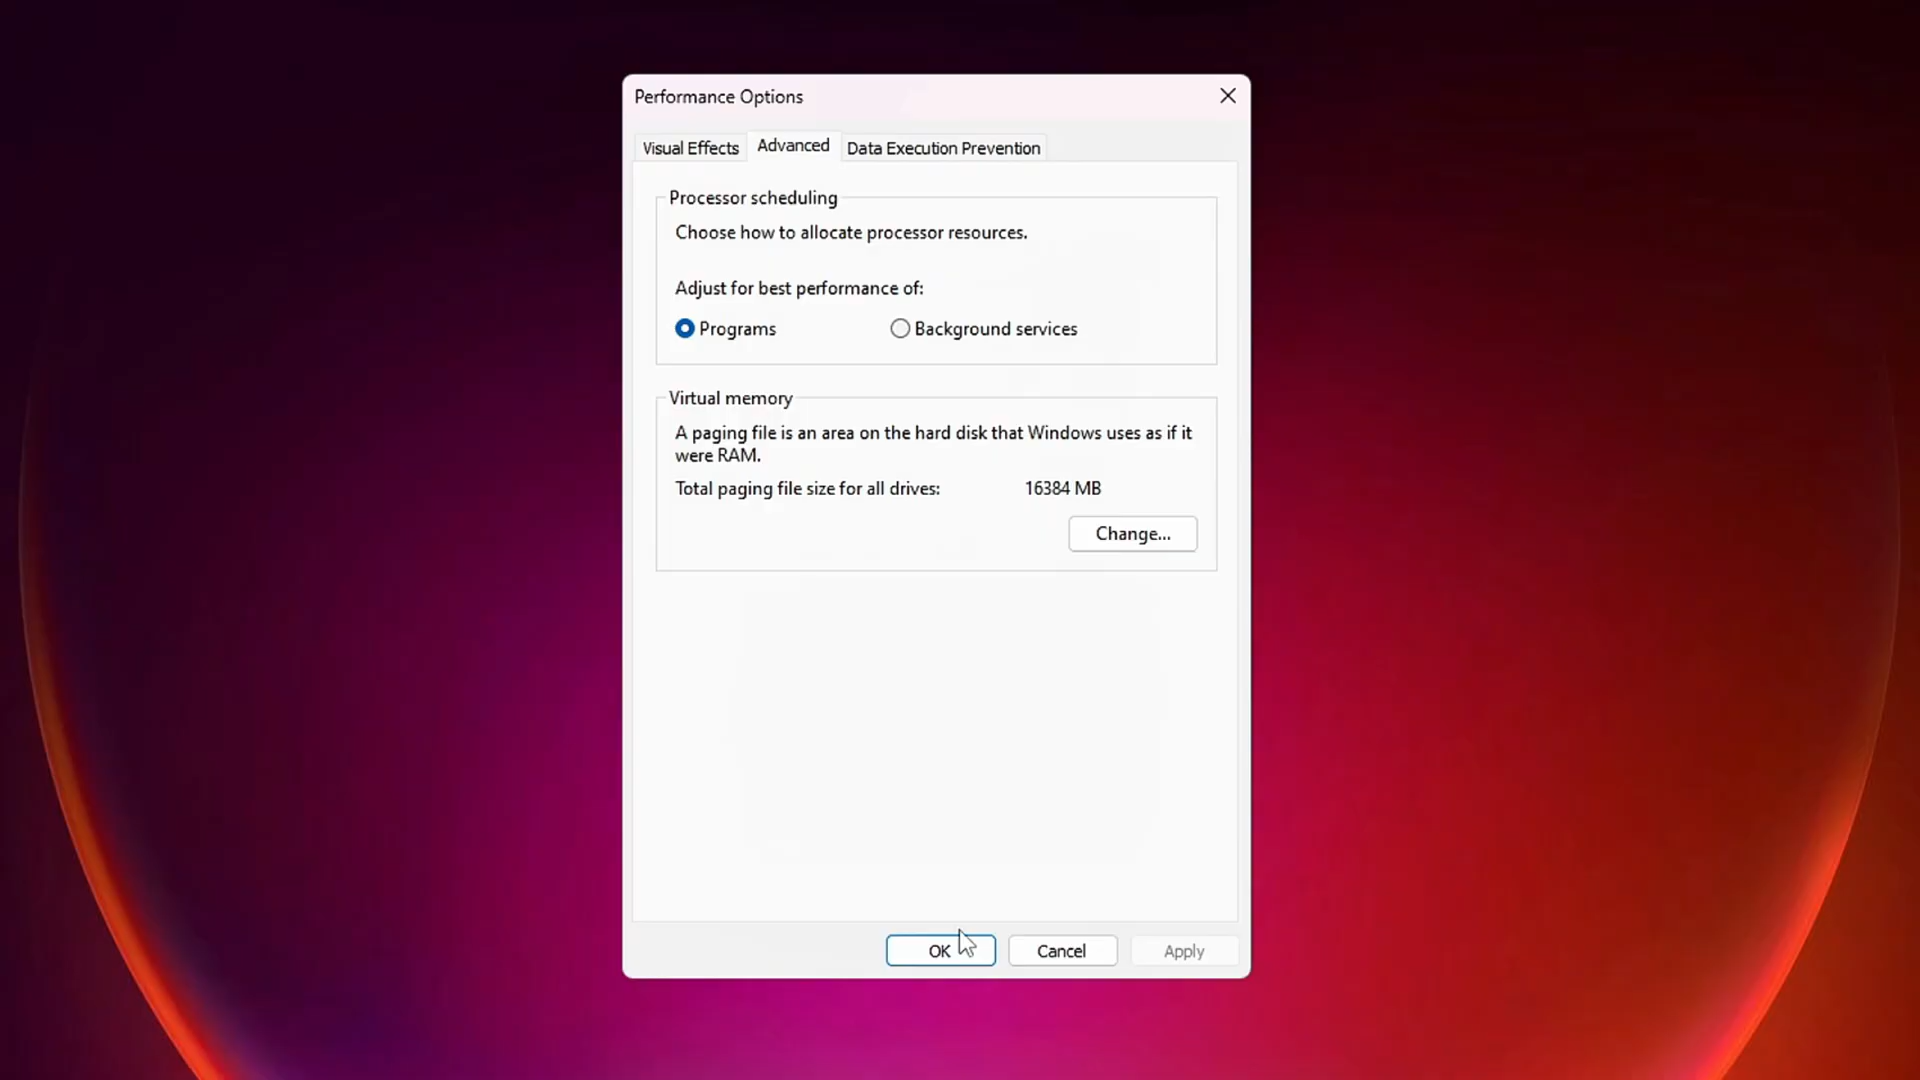 Performance Options
Visual Effects
Advanced
Data Execution Prevention
Processor scheduling
Choose how to allocate processor resources.
Adjust for best performance of:
Programs
Background services
Virtual memory
A paging file is an area on the hard disk that Windows uses as if it
were RAM.
Total paging file size for all drives:
16384 MB
Change...
OK
Cancel
Apply